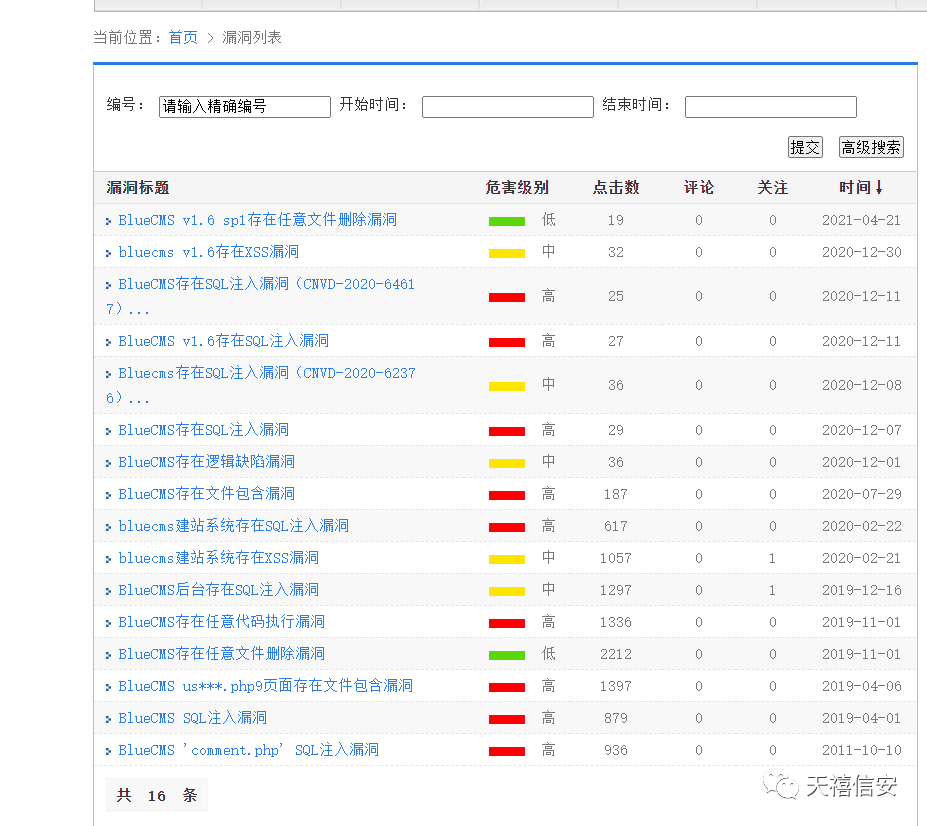 当前位置: 首页 > 漏洞列表
编号: 请输入精确编号 开始时间: 结束时间:
提交 高级搜索
漏洞标题 危害级别 点击数 评论 关注 时间↓
BlueCMS v1.6 sp1存在任意文件删除漏洞 低 19 0 0 2021-04-21
bluecms v1.6存在XSS漏洞 中 32 0 0 2020-12-30
BlueCMS存在SQL注入漏洞（CNVD-2020-6461
7）... 高 25 0 0 2020-12-11
BlueCMS v1.6存在SQL注入漏洞 高 27 0 0 2020-12-11
Bluecms存在SQL注入漏洞（CNVD-2020-6237
6）... 中 36 0 0 2020-12-08
BlueCMS存在SQL注入漏洞 高 29 0 0 2020-12-07
BlueCMS存在逻辑缺陷漏洞 中 36 0 0 2020-12-01
BlueCMS存在文件包含漏洞 高 187 0 0 2020-07-29
bluecms建站系统存在SQL注入漏洞 高 617 0 0 2020-02-22
bluecms建站系统存在XSS漏洞 中 1057 0 1 2020-02-21
BlueCMS后台存在SQL注入漏洞 中 1297 0 1 2019-12-16
BlueCMS存在任意代码执行漏洞 高 1336 0 0 2019-11-01
BlueCMS存在任意文件删除漏洞 低 2212 0 0 2019-11-01
BlueCMS us***.php9页面存在文件包含漏洞 高 1397 0 0 2019-04-06
BlueCMS SQL注入漏洞 高 879 0 0 2019-04-01
BlueCMS 'comment.php' SQL注入漏洞 高 936 0 0 2011-10-10
共 16 条
天禧信安